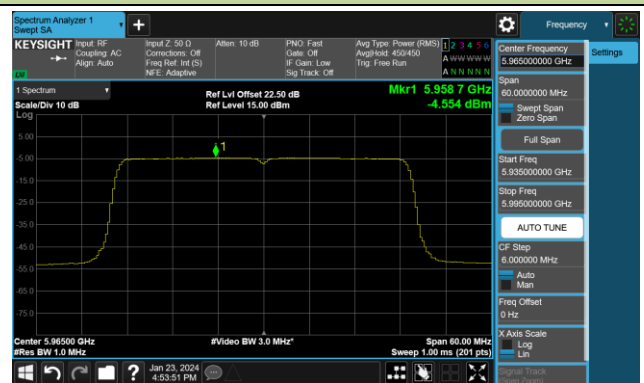 Spectrum Analyzer 1
Swept SA
+
Frequency
KEYSIGHT
Input: RF
Coupling: AC
Align: Auto
Input Z: 50 Ω
Corrections: Off
Freq Ref: Int (S)
NFE: Adaptive
Atten: 10 dB
PNO: Fast
Gate: Off
IF Gain: Low
Sig Track: Off
Avg Type: Power (RMS)
Avg|Hold: 450/450
Trig: Free Run
1 2 3 4 5 6
A W W W W W
A N N N N N
LW
1 Spectrum
Scale/Div 10 dB
Log
Ref Lvl Offset 22.50 dB
Ref Level 15.00 dBm
Mkr1 5.958 7 GHz
-4.554 dBm
1
5.00
-5.00
-15.0
-25.0
-35.0
-45.0
-55.0
-65.0
-75.0
Center 5.96500 GHz
#Res BW 1.0 MHz
#Video BW 3.0 MHz*
Span 60.00 MHz
Sweep 1.00 ms (201 pts)
Center Frequency
5.965000000 GHz
Settings
Span
60.0000000 MHz
Swept Span
Zero Span
Full Span
Start Freq
5.935000000 GHz
Stop Freq
5.995000000 GHz
AUTO TUNE
CF Step
6.000000 MHz
Auto
Man
Freq Offset
0 Hz
X Axis Scale
Log
Lin
Signal Track
?
Jan 23, 2024
4:53:51 PM